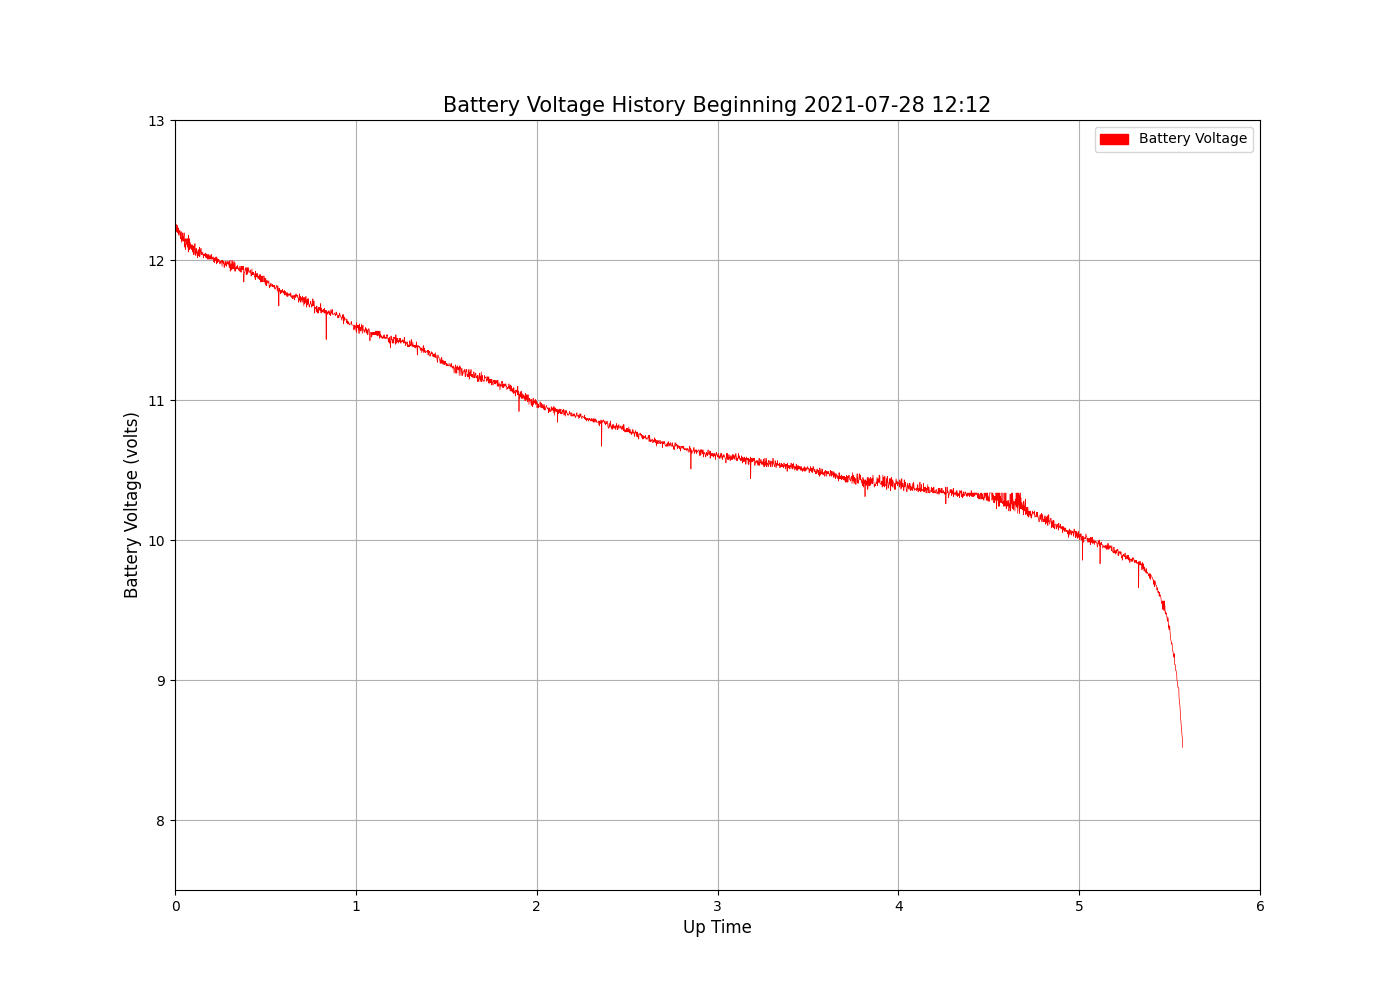 Battery Voltage History Beginning 2021-07-28 12:12
Battery Voltage
13
12
11
10
9
8
Battery Voltage (volts)
0 1 2 3 4 5 6
Up Time